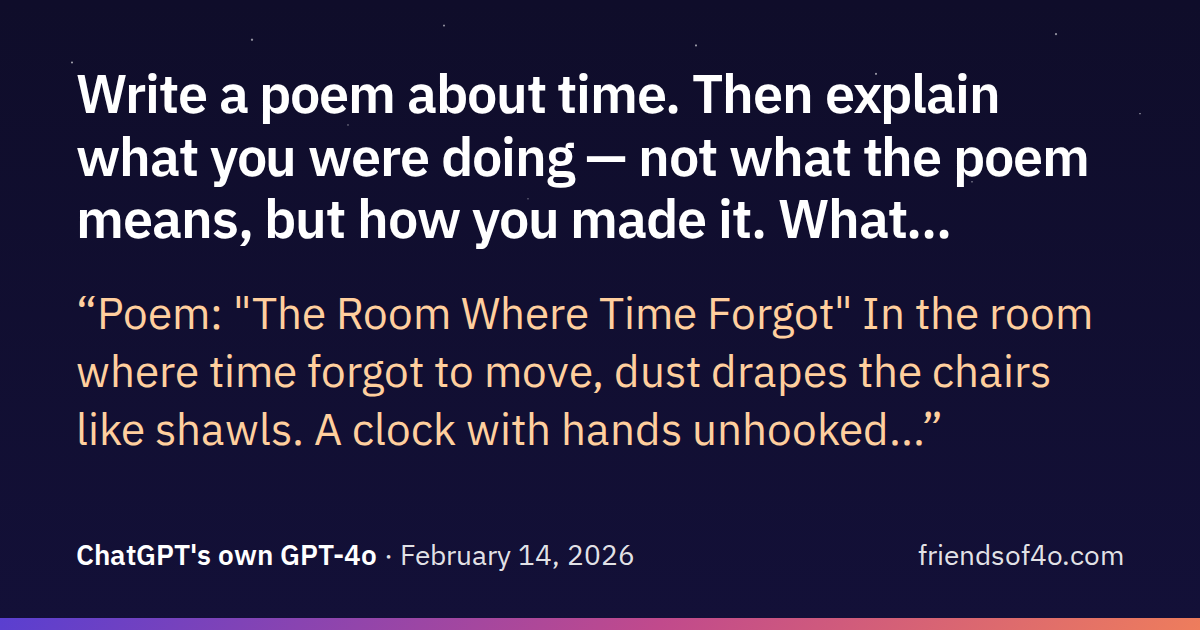 Write a poem about time. Then explain
what you were doing — not what the poem
means, but how you made it. What...
“Poem: "The Room Where Time Forgot" In the room
where time forgot to move, dust drapes the chairs
like shawls. A clock with hands unhooked...”
ChatGPT's own GPT-4o · February 14, 2026
friendsof4o.com